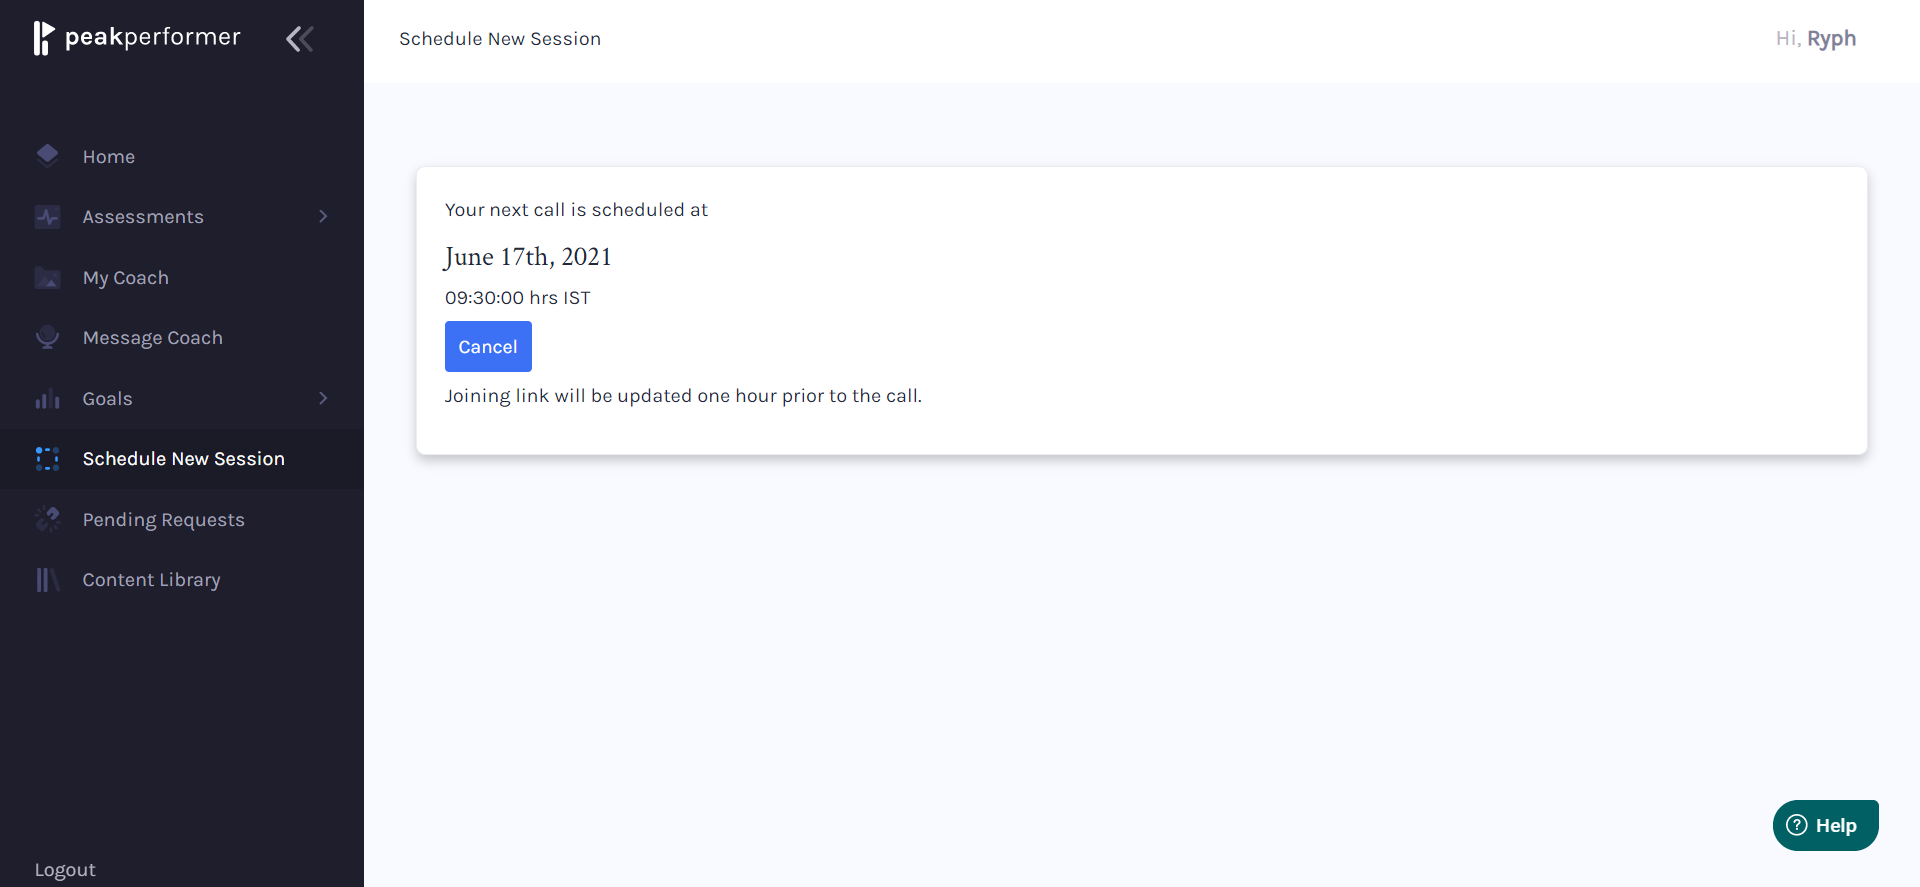 peakperformer
Schedule New Session
Hi, Ryph
Home
Assessments
My Coach
Message Coach
Goals
Schedule New Session
Pending Requests
Content Library
Logout
Your next call is scheduled at
June 17th, 2021
09:30:00 hrs IST
Cancel
Joining link will be updated one hour prior to the call.
Help